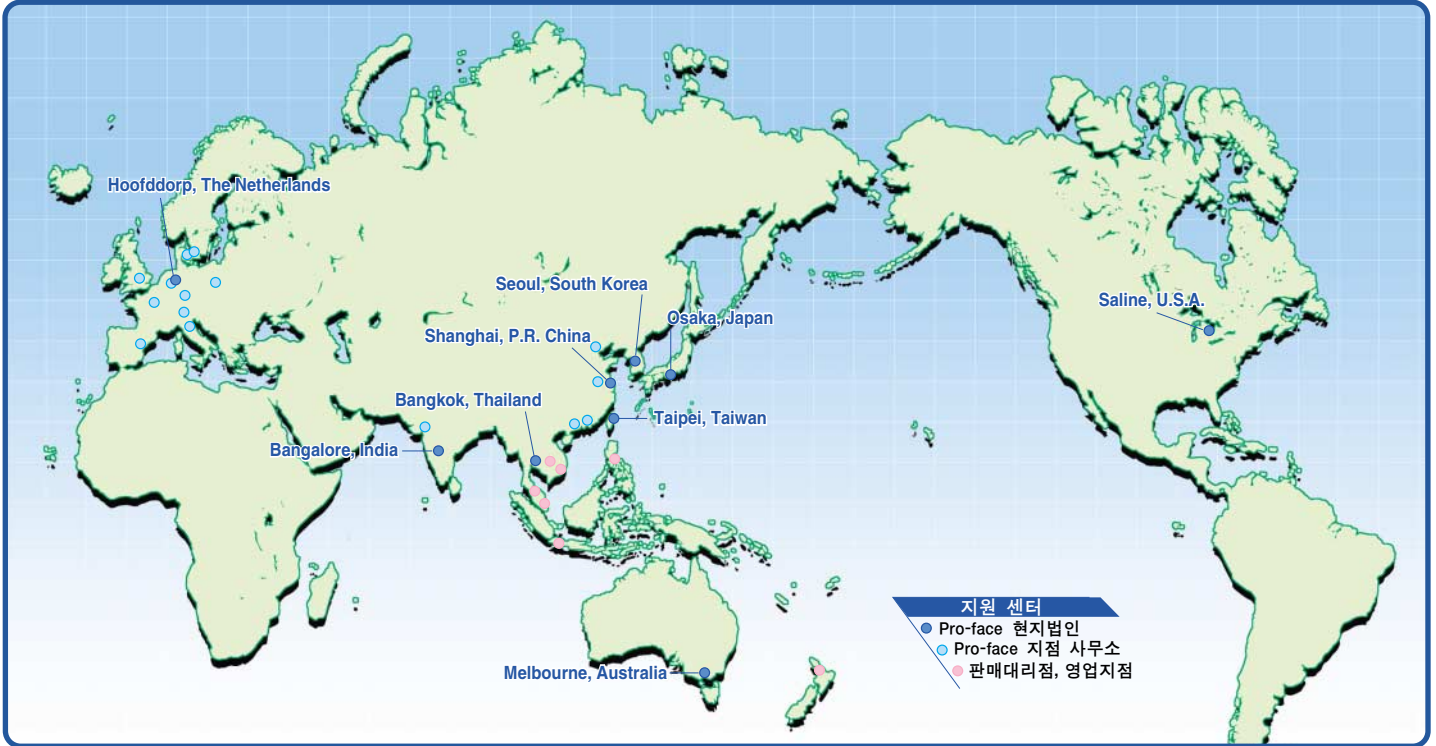 Hoofddorp, The Netherlands
Seoul, South Korea
Saline, U.S.A.
Osaka, Japan
Shanghai, P.R. China
Bangkok, Thailand
Taipei, Taiwan
Bangalore, India
지원 센터
Pro-face 현지법인
Pro-face 지점 사무소
판매대리점, 영업지점
Melbourne, Australia